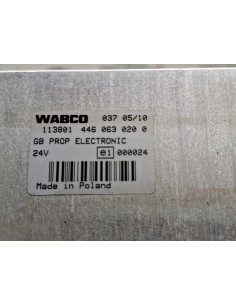 WABCO 037 05/10
113801 446 063 020 0
GB PROP ELECTRONIC
24V e1 000024
Made in Poland